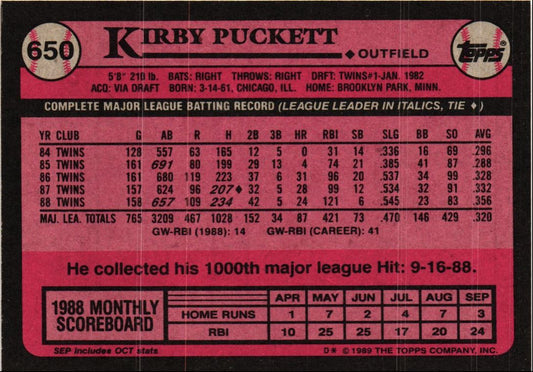 650 KIRBY PUCKETT ♦ OUTFIELD TOPPS
5'8" 210 lb. BATS: RIGHT THROWS: RIGHT DRFT: TWINS#1-JAN. 1982
ACQ: VIA DRAFT BORN: 3-14-61, CHICAGO, ILL. HOME: BROOKLYN PARK, MINN.
COMPLETE MAJOR LEAGUE BATTING RECORD (LEAGUE LEADER IN ITALICS, TIE ♦)
YR CLUB G AB R H 2B 3B HR RBI SB SLG BB SO AVG
84 TWINS 128 557 63 165 12 5 0 31 14 .336 16 69 .296
85 TWINS 161 691 80 199 29 13 4 74 21 .385 41 87 .288
86 TWINS 161 680 119 223 37 6 31 96 20 .537 34 99 .328
87 TWINS 157 624 96 207♦ 32 5 28 99 12 .534 32 91 .332
88 TWINS 158 657 109 234 42 5 24 121 6 .545 23 83 .356
MAJ. LEA. TOTALS 765 3209 467 1028 152 34 87 421 73 .470 146 429 .320
GW-RBI (1988): 14 GW-RBI (CAREER): 41
He collected his 1000th major league Hit: 9-16-88.
1988 MONTHLY SCOREBOARD
APR MAY JUN JUL AUG SEP
HOME RUNS 1 7 2 4 7 3
RBI 10 25 25 17 20 24
SEP includes OCT stats D* © 1989 THE TOPPS COMPANY, INC.